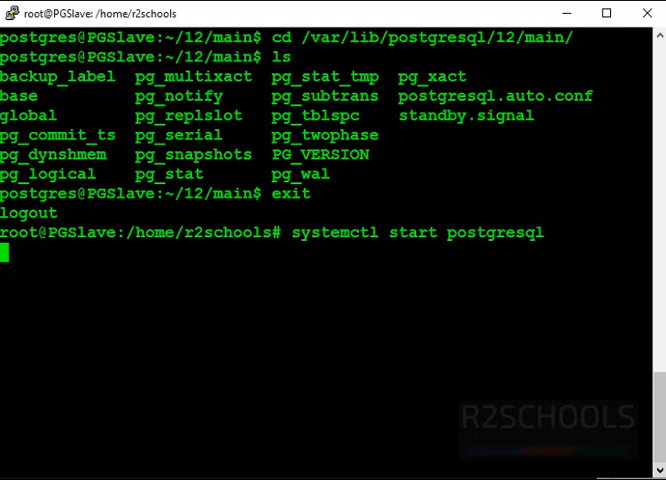 root@PGSlave: /home/r2schools
postgres@PGSlave:~/12/main$ cd /var/lib/postgresql/12/main/
postgres@PGSlave:~/12/main$ ls
backup_label  pg_multixact  pg_stat_tmp  pg_xact
base          pg_notify     pg_subtrans  postgresql.auto.conf
global        pg_replslot   pg_tblspc    standby.signal
pg_commit_ts  pg_serial     pg_twophase
pg_dynshmem   pg_snapshots  PG_VERSION
pg_logical    pg_stat       pg_wal
postgres@PGSlave:~/12/main$ exit
logout
root@PGSlave:/home/r2schools# systemctl start postgresql
R2SCHOOLS